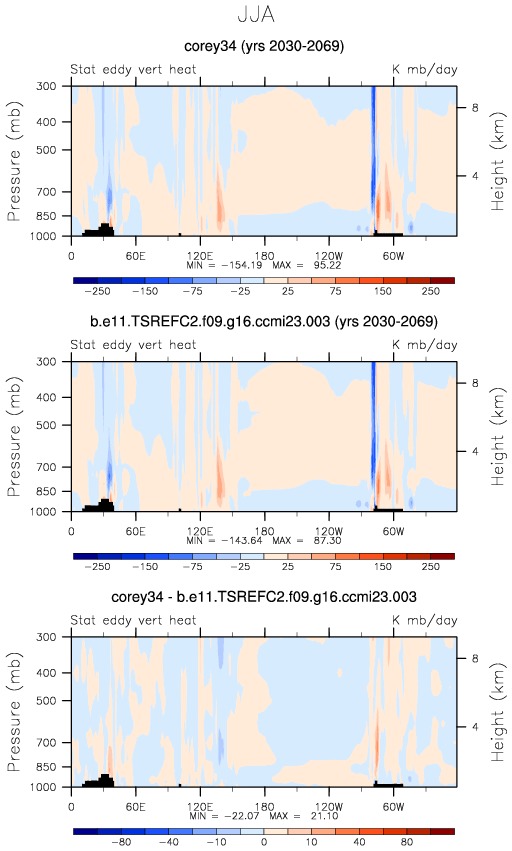 JJA
corey34 (yrs 2030-2069)
Stat eddy vert heat K mb/day
300 400 500 700 850 1000
Pressure (mb)
8 4
Height (km)
0 60E 120E 180 120W 60W
MIN = -154.19 MAX = 95.22
-250 -150 -75 -25 25 75 150 250
b.e11.TSREFC2.f09.g16.ccmi23.003 (yrs 2030-2069)
Stat eddy vert heat K mb/day
300 400 500 700 850 1000
Pressure (mb)
8 4
Height (km)
0 60E 120E 180 120W 60W
MIN = -143.64 MAX = 87.30
-250 -150 -75 -25 25 75 150 250
corey34 - b.e11.TSREFC2.f09.g16.ccmi23.003
Stat eddy vert heat K mb/day
300 400 500 700 850 1000
Pressure (mb)
8 4
Height (km)
0 60E 120E 180 120W 60W
MIN = -22.07 MAX = 21.10
-80 -40 -10 0 10 40 80